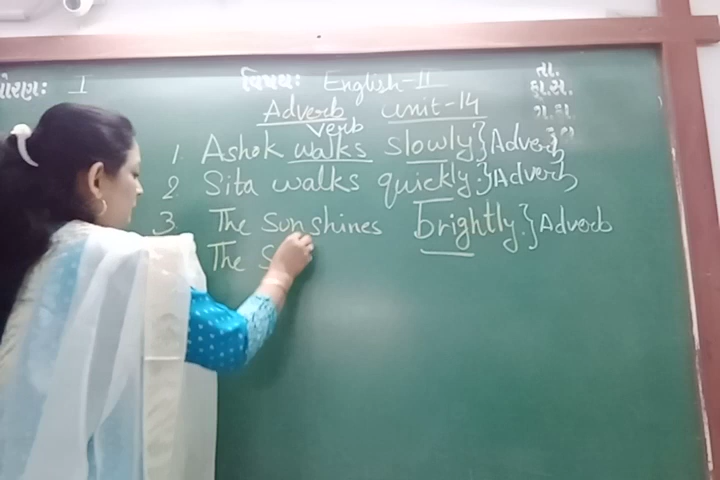 ધોરણ: I વિષય: English-II તા.
Adverb unit-14
verb
1. Ashok walks slowly.} Adverb
2 Sita walks quickly.} Adverb
3 The Sun shines brightly.} Adverb
The S